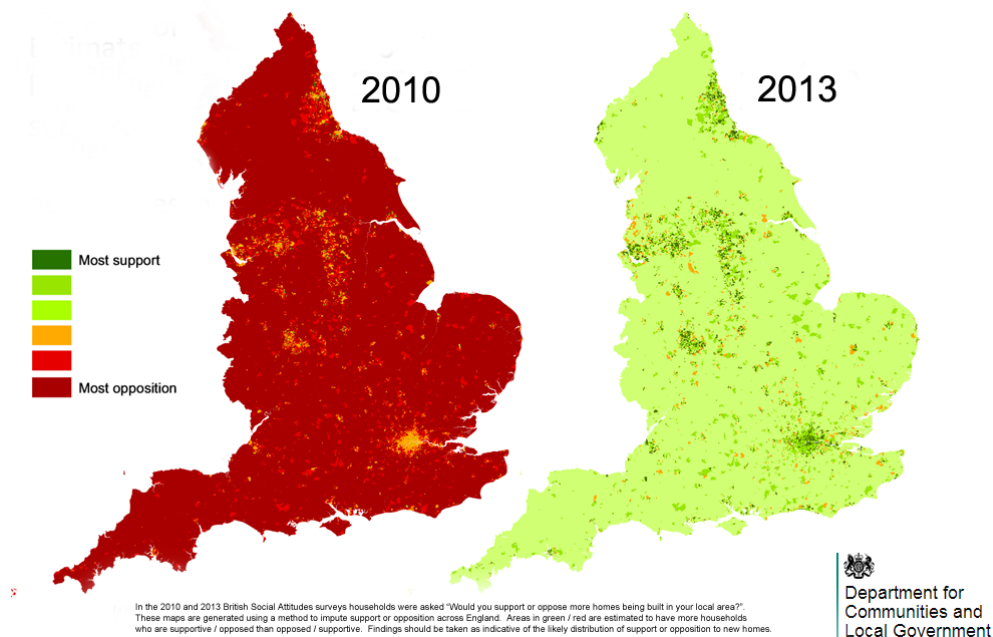 2010
2013
Most support
Most opposition
In the 2010 and 2013 British Social Attitudes surveys households were asked “Would you support or oppose more homes being built in your local area?”.
These maps are generated using a method to impute support or opposition across England. Areas in green / red are estimated to have more households
who are supportive / opposed than opposed / supportive. Findings should be taken as indicative of the likely distribution of support or opposition to new homes.
Department for
Communities and
Local Government